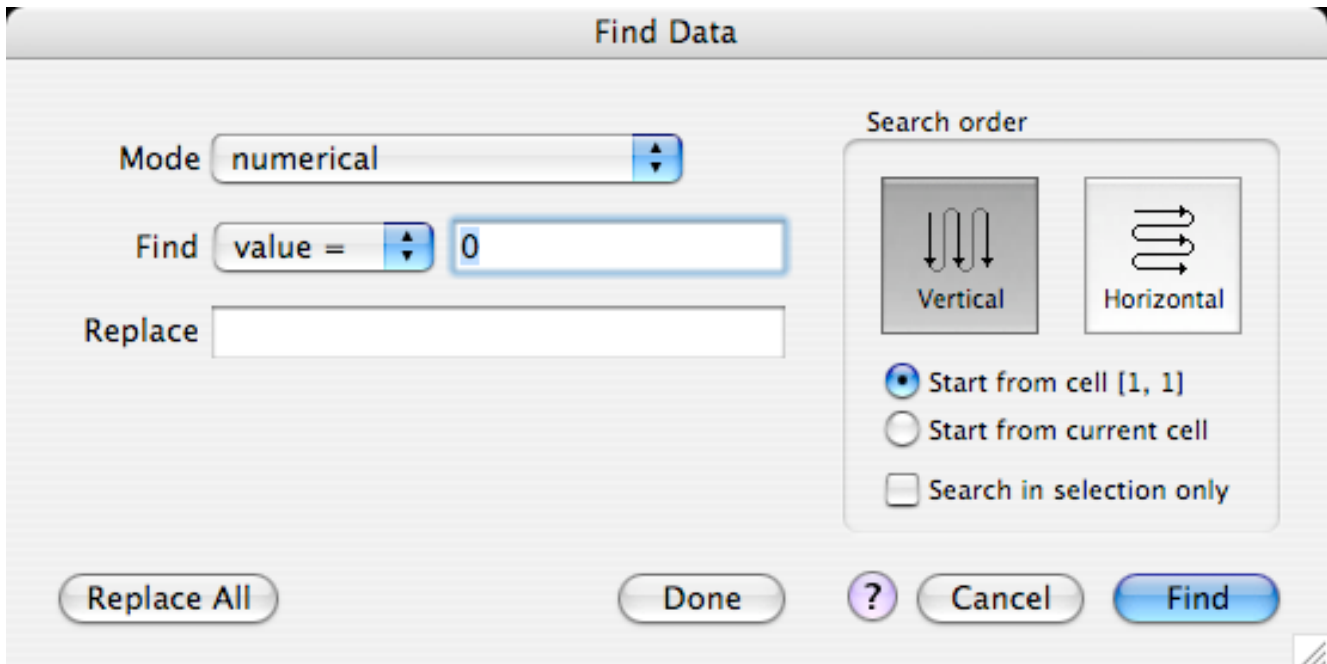 Find Data
Mode numerical
Find value = 0
Replace
Search order
Vertical Horizontal
Start from cell [1, 1]
Start from current cell
Search in selection only
Replace All Done ? Cancel Find